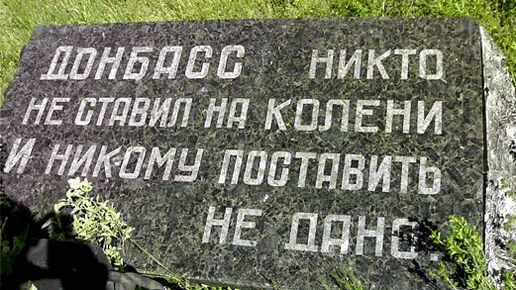 ДОНБАСС НИКТО
НЕ СТАВИЛ НА КОЛЕНИ
И НИКОМУ ПОСТАВИТЬ
НЕ ДАНО.